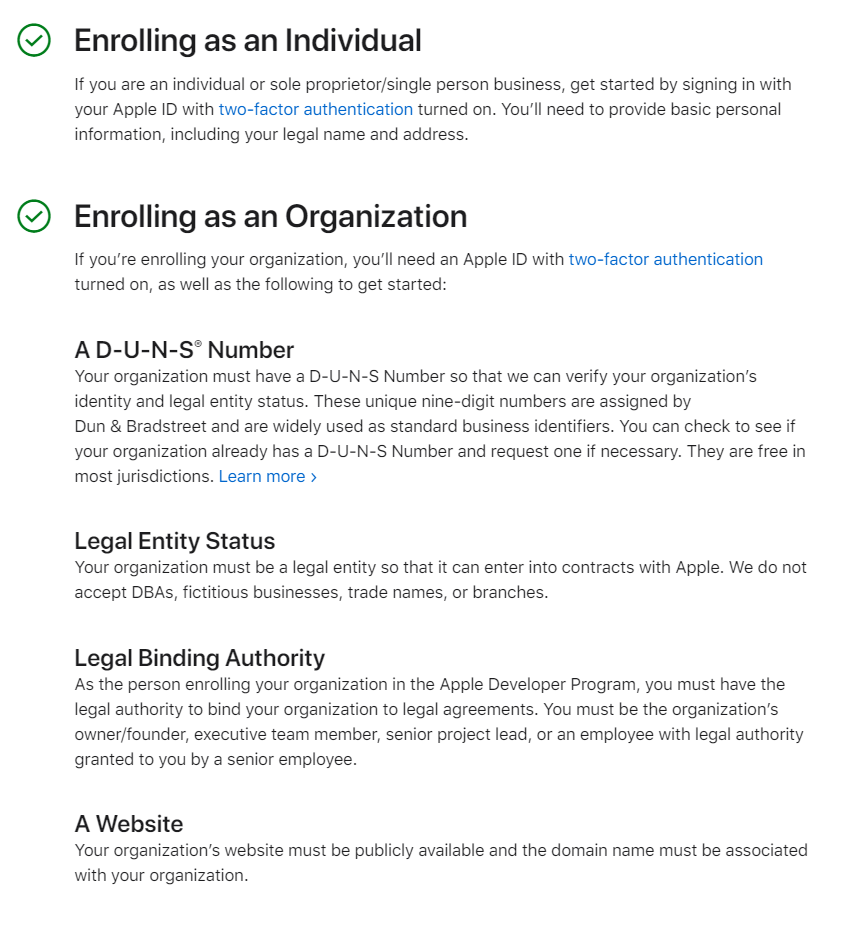 Enrolling as an Individual
If you are an individual or sole proprietor/single person business, get started by signing in with
your Apple ID with two-factor authentication turned on. You’ll need to provide basic personal
information, including your legal name and address.
Enrolling as an Organization
If you’re enrolling your organization, you’ll need an Apple ID with two-factor authentication
turned on, as well as the following to get started:
A D-U-N-S® Number
Your organization must have a D-U-N-S Number so that we can verify your organization’s
identity and legal entity status. These unique nine-digit numbers are assigned by
Dun & Bradstreet and are widely used as standard business identifiers. You can check to see if
your organization already has a D-U-N-S Number and request one if necessary. They are free in
most jurisdictions. Learn more ›
Legal Entity Status
Your organization must be a legal entity so that it can enter into contracts with Apple. We do not
accept DBAs, fictitious businesses, trade names, or branches.
Legal Binding Authority
As the person enrolling your organization in the Apple Developer Program, you must have the
legal authority to bind your organization to legal agreements. You must be the organization’s
owner/founder, executive team member, senior project lead, or an employee with legal authority
granted to you by a senior employee.
A Website
Your organization’s website must be publicly available and the domain name must be associated
with your organization.